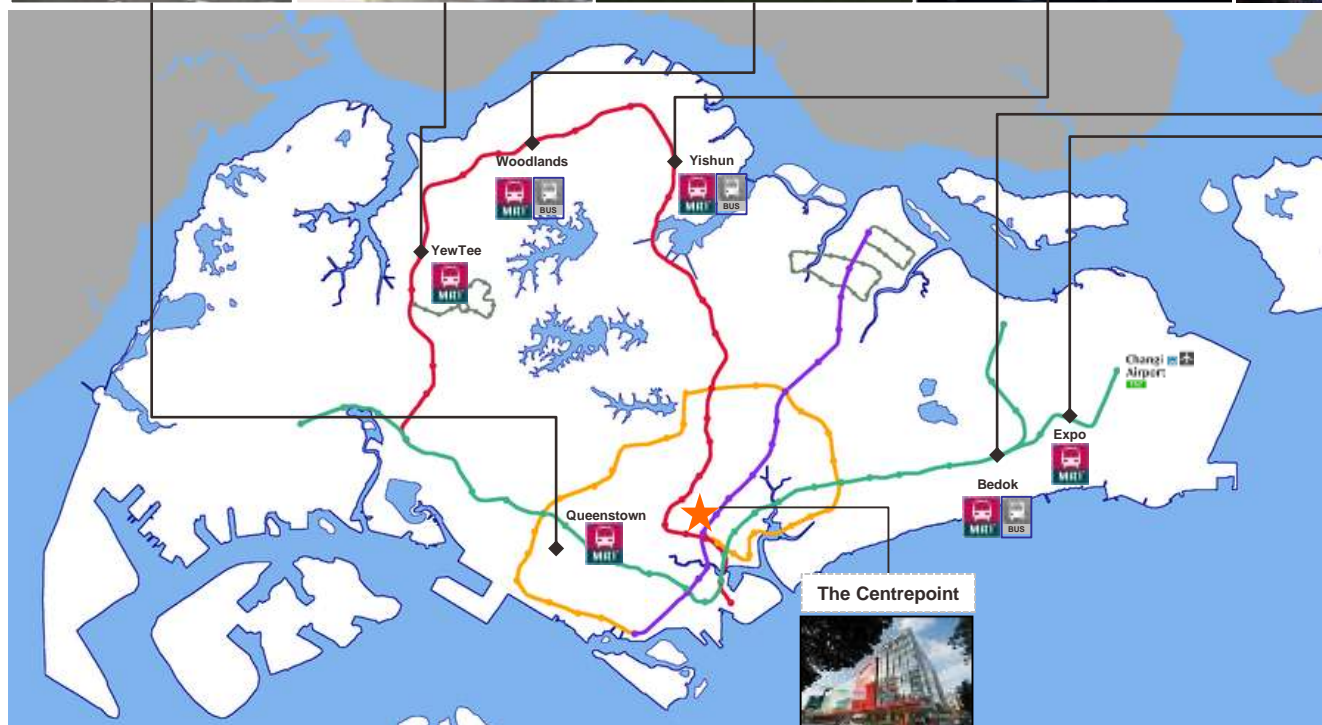 Woodlands
MRT
BUS
Yishun
MRT
BUS
YewTee
MRT
Changi
Airport
Expo
MRT
Bedok
MRT
BUS
Queenstown
MRT
The Centrepoint